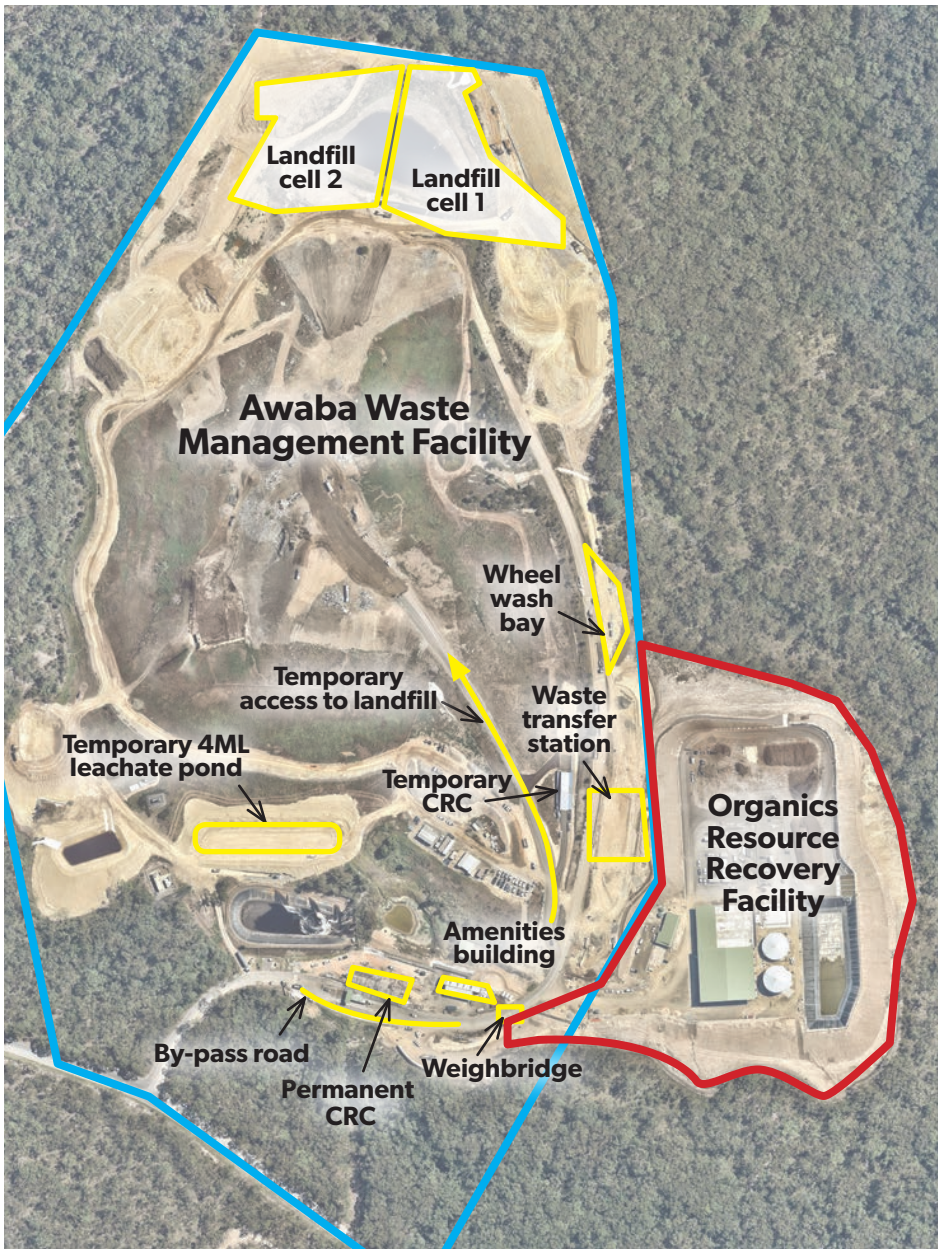 Landfill
cell 2
Landfill
cell 1
Awaba Waste
Management Facility
Wheel
wash
bay
Temporary
access to landfill
Waste
transfer
station
Temporary 4ML
leachate pond
Temporary
CRC
Organics
Resource
Recovery
Facility
Amenities
building
By-pass road
Permanent
CRC
Weighbridge